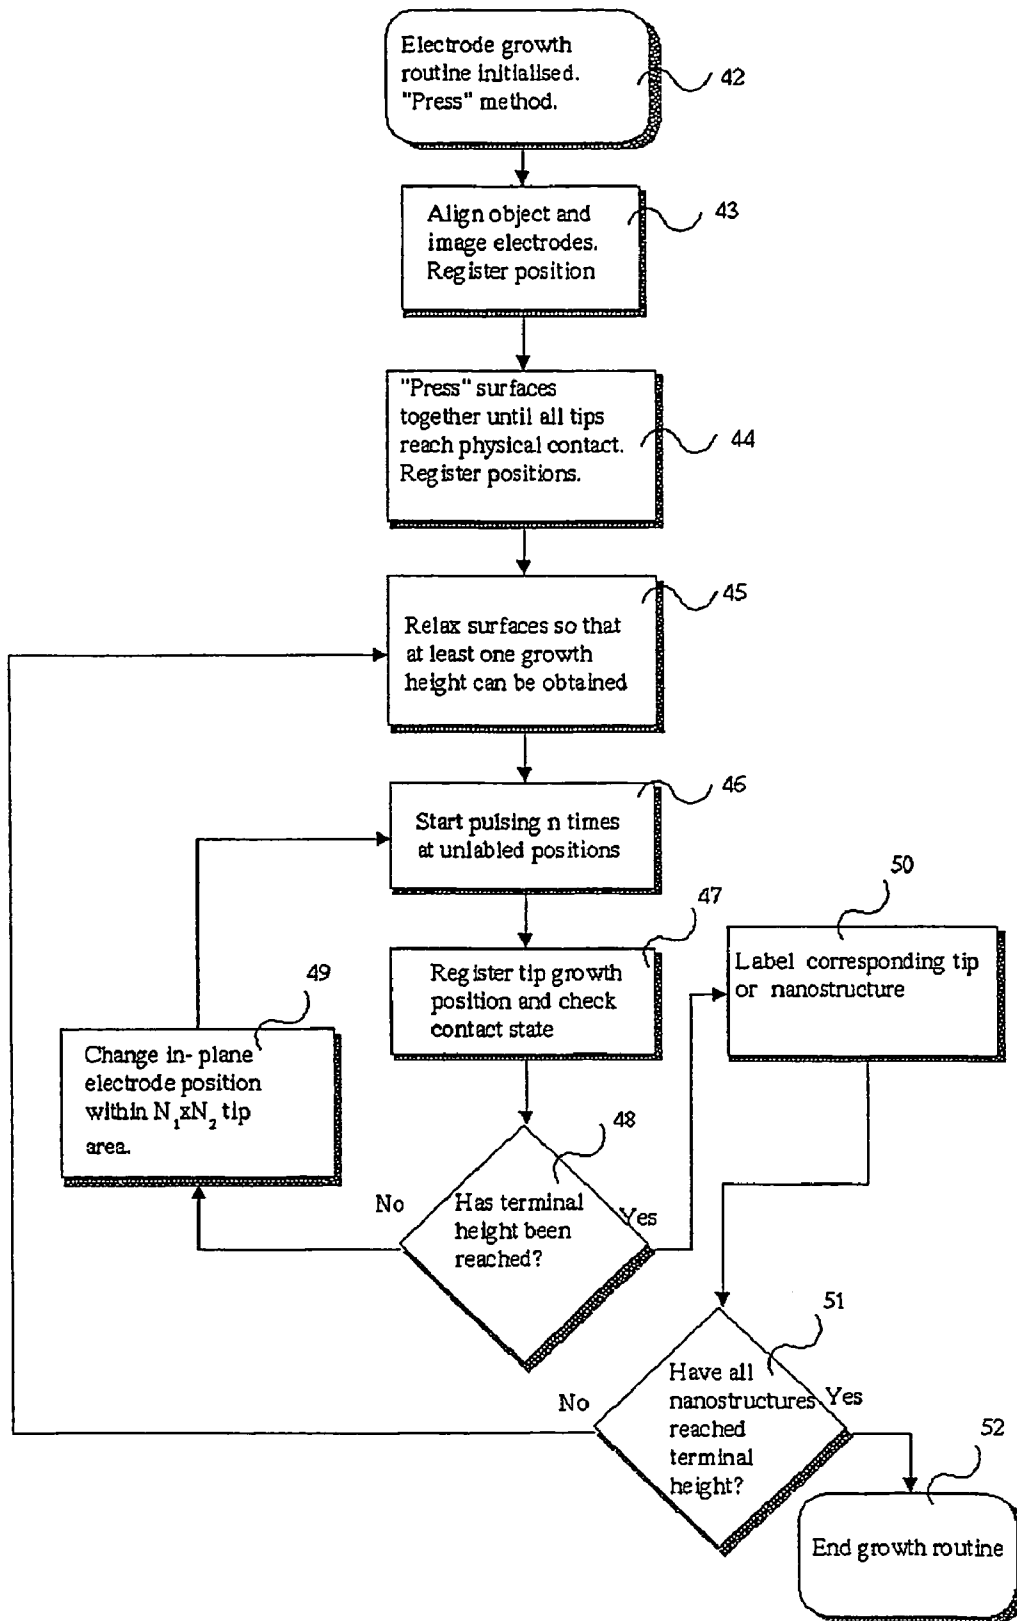 Electrode growth
routine initialised.
"Press" method.
42
Align object and
image electrodes.
Register position
43
"Press" surfaces
together until all tips
reach physical contact.
Register positions.
44
Relax surfaces so that
at least one growth
height can be obtained
45
Start pulsing n times
at unlabled positions
46
Register tip growth
position and check
contact state
47
Has terminal
height been
reached?
48
No
Yes
Change in- plane
electrode position
within N₁xN₂ tip
area.
49
Label corresponding tip
or nanostructure
50
Have all
nanostructures
reached
terminal
height?
51
No
Yes
End growth routine
52